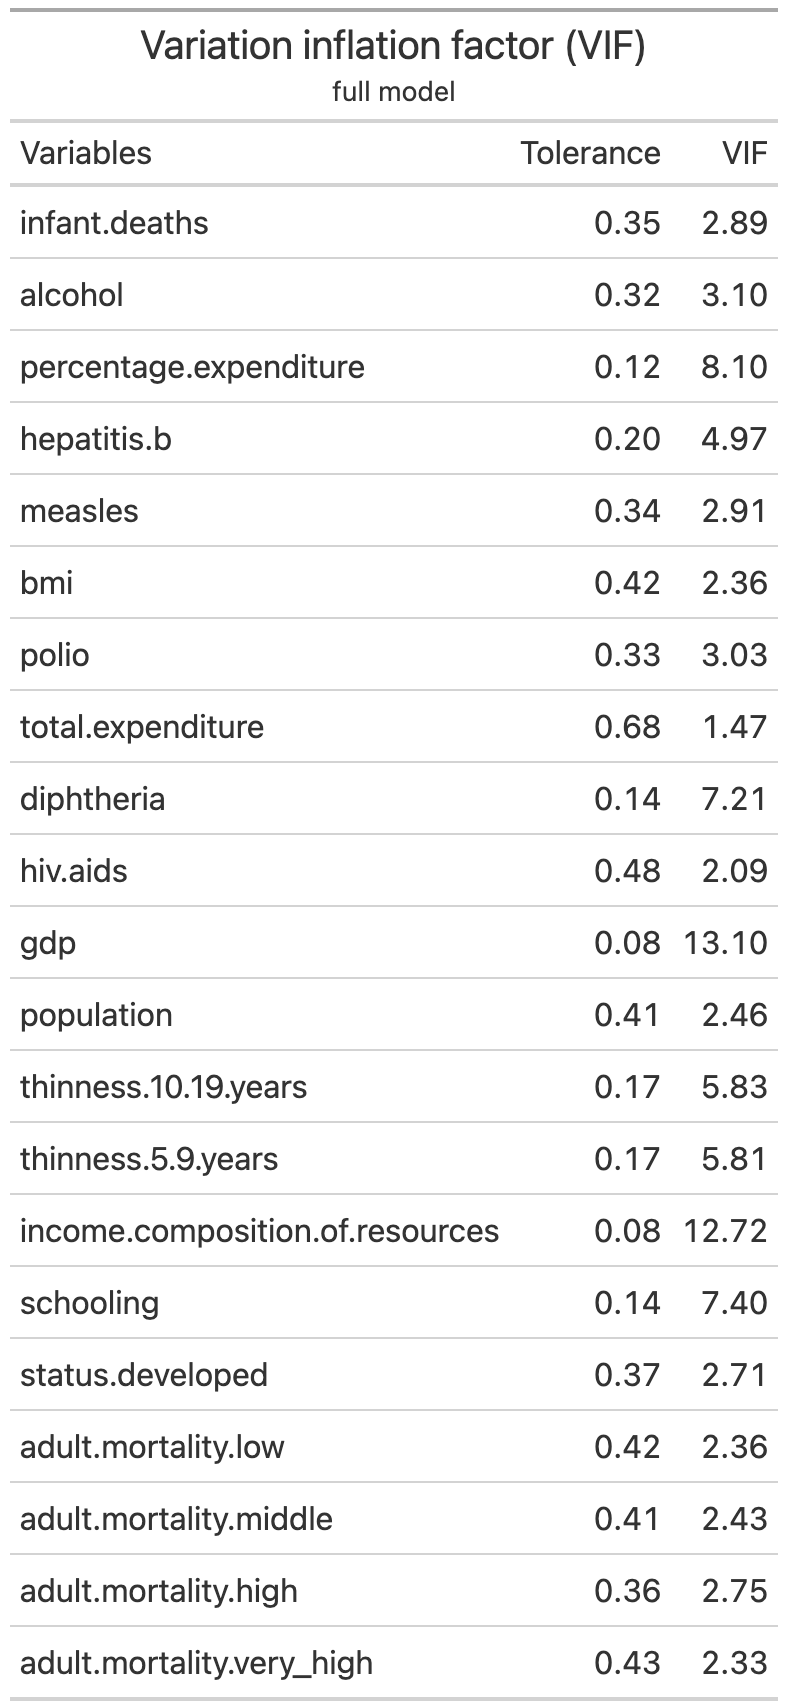 Variation inflation factor (VIF)
full model
Variables Tolerance VIF
infant.deaths 0.35 2.89
alcohol 0.32 3.10
percentage.expenditure 0.12 8.10
hepatitis.b 0.20 4.97
measles 0.34 2.91
bmi 0.42 2.36
polio 0.33 3.03
total.expenditure 0.68 1.47
diphtheria 0.14 7.21
hiv.aids 0.48 2.09
gdp 0.08 13.10
population 0.41 2.46
thinness.10.19.years 0.17 5.83
thinness.5.9.years 0.17 5.81
income.composition.of.resources 0.08 12.72
schooling 0.14 7.40
status.developed 0.37 2.71
adult.mortality.low 0.42 2.36
adult.mortality.middle 0.41 2.43
adult.mortality.high 0.36 2.75
adult.mortality.very_high 0.43 2.33